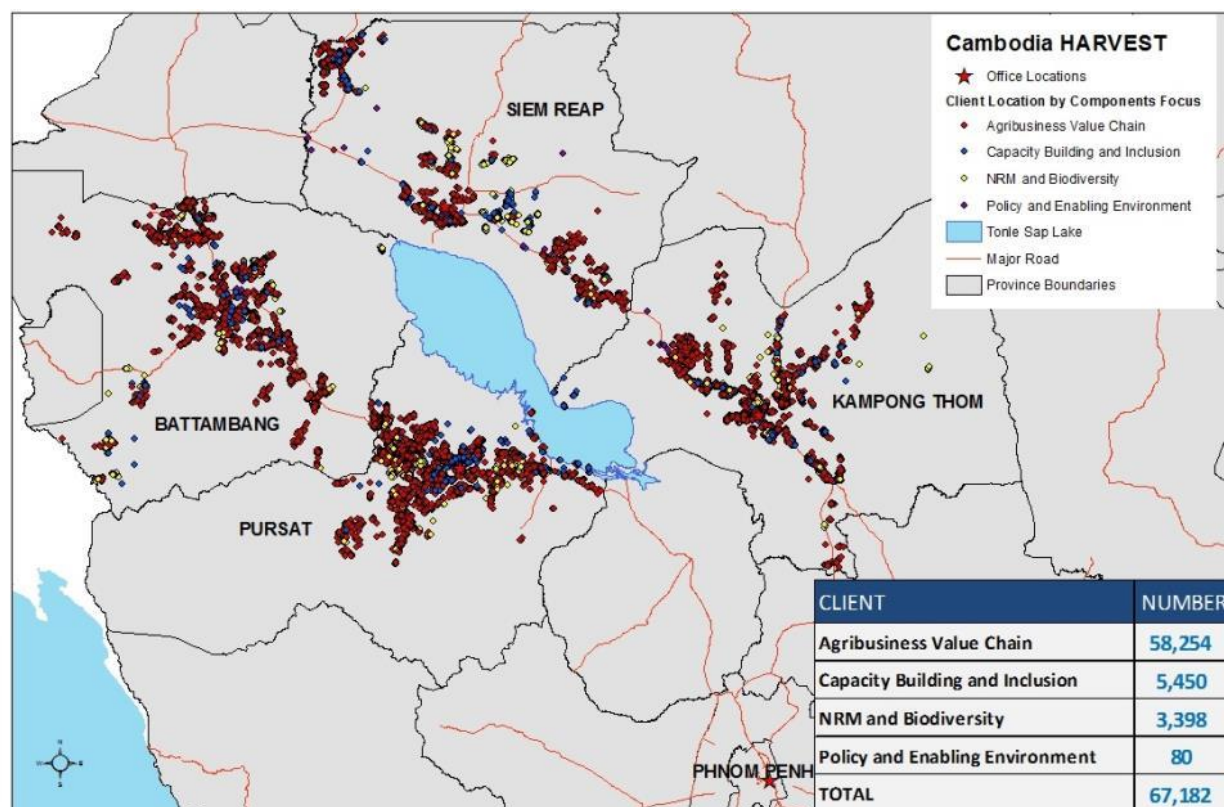 Cambodia HARVEST
Office Locations
Client Location by Components Focus
Agribusiness Value Chain
Capacity Building and Inclusion
NRM and Biodiversity
Policy and Enabling Environment
Tonle Sap Lake
Major Road
Province Boundaries
SIEM REAP
BATTAMBANG
KAMPONG THOM
PURSAT
PHNOM PENH
N
W E
S
CLIENT NUMBER
Agribusiness Value Chain 58,254
Capacity Building and Inclusion 5,450
NRM and Biodiversity 3,398
Policy and Enabling Environment 80
TOTAL 67,182